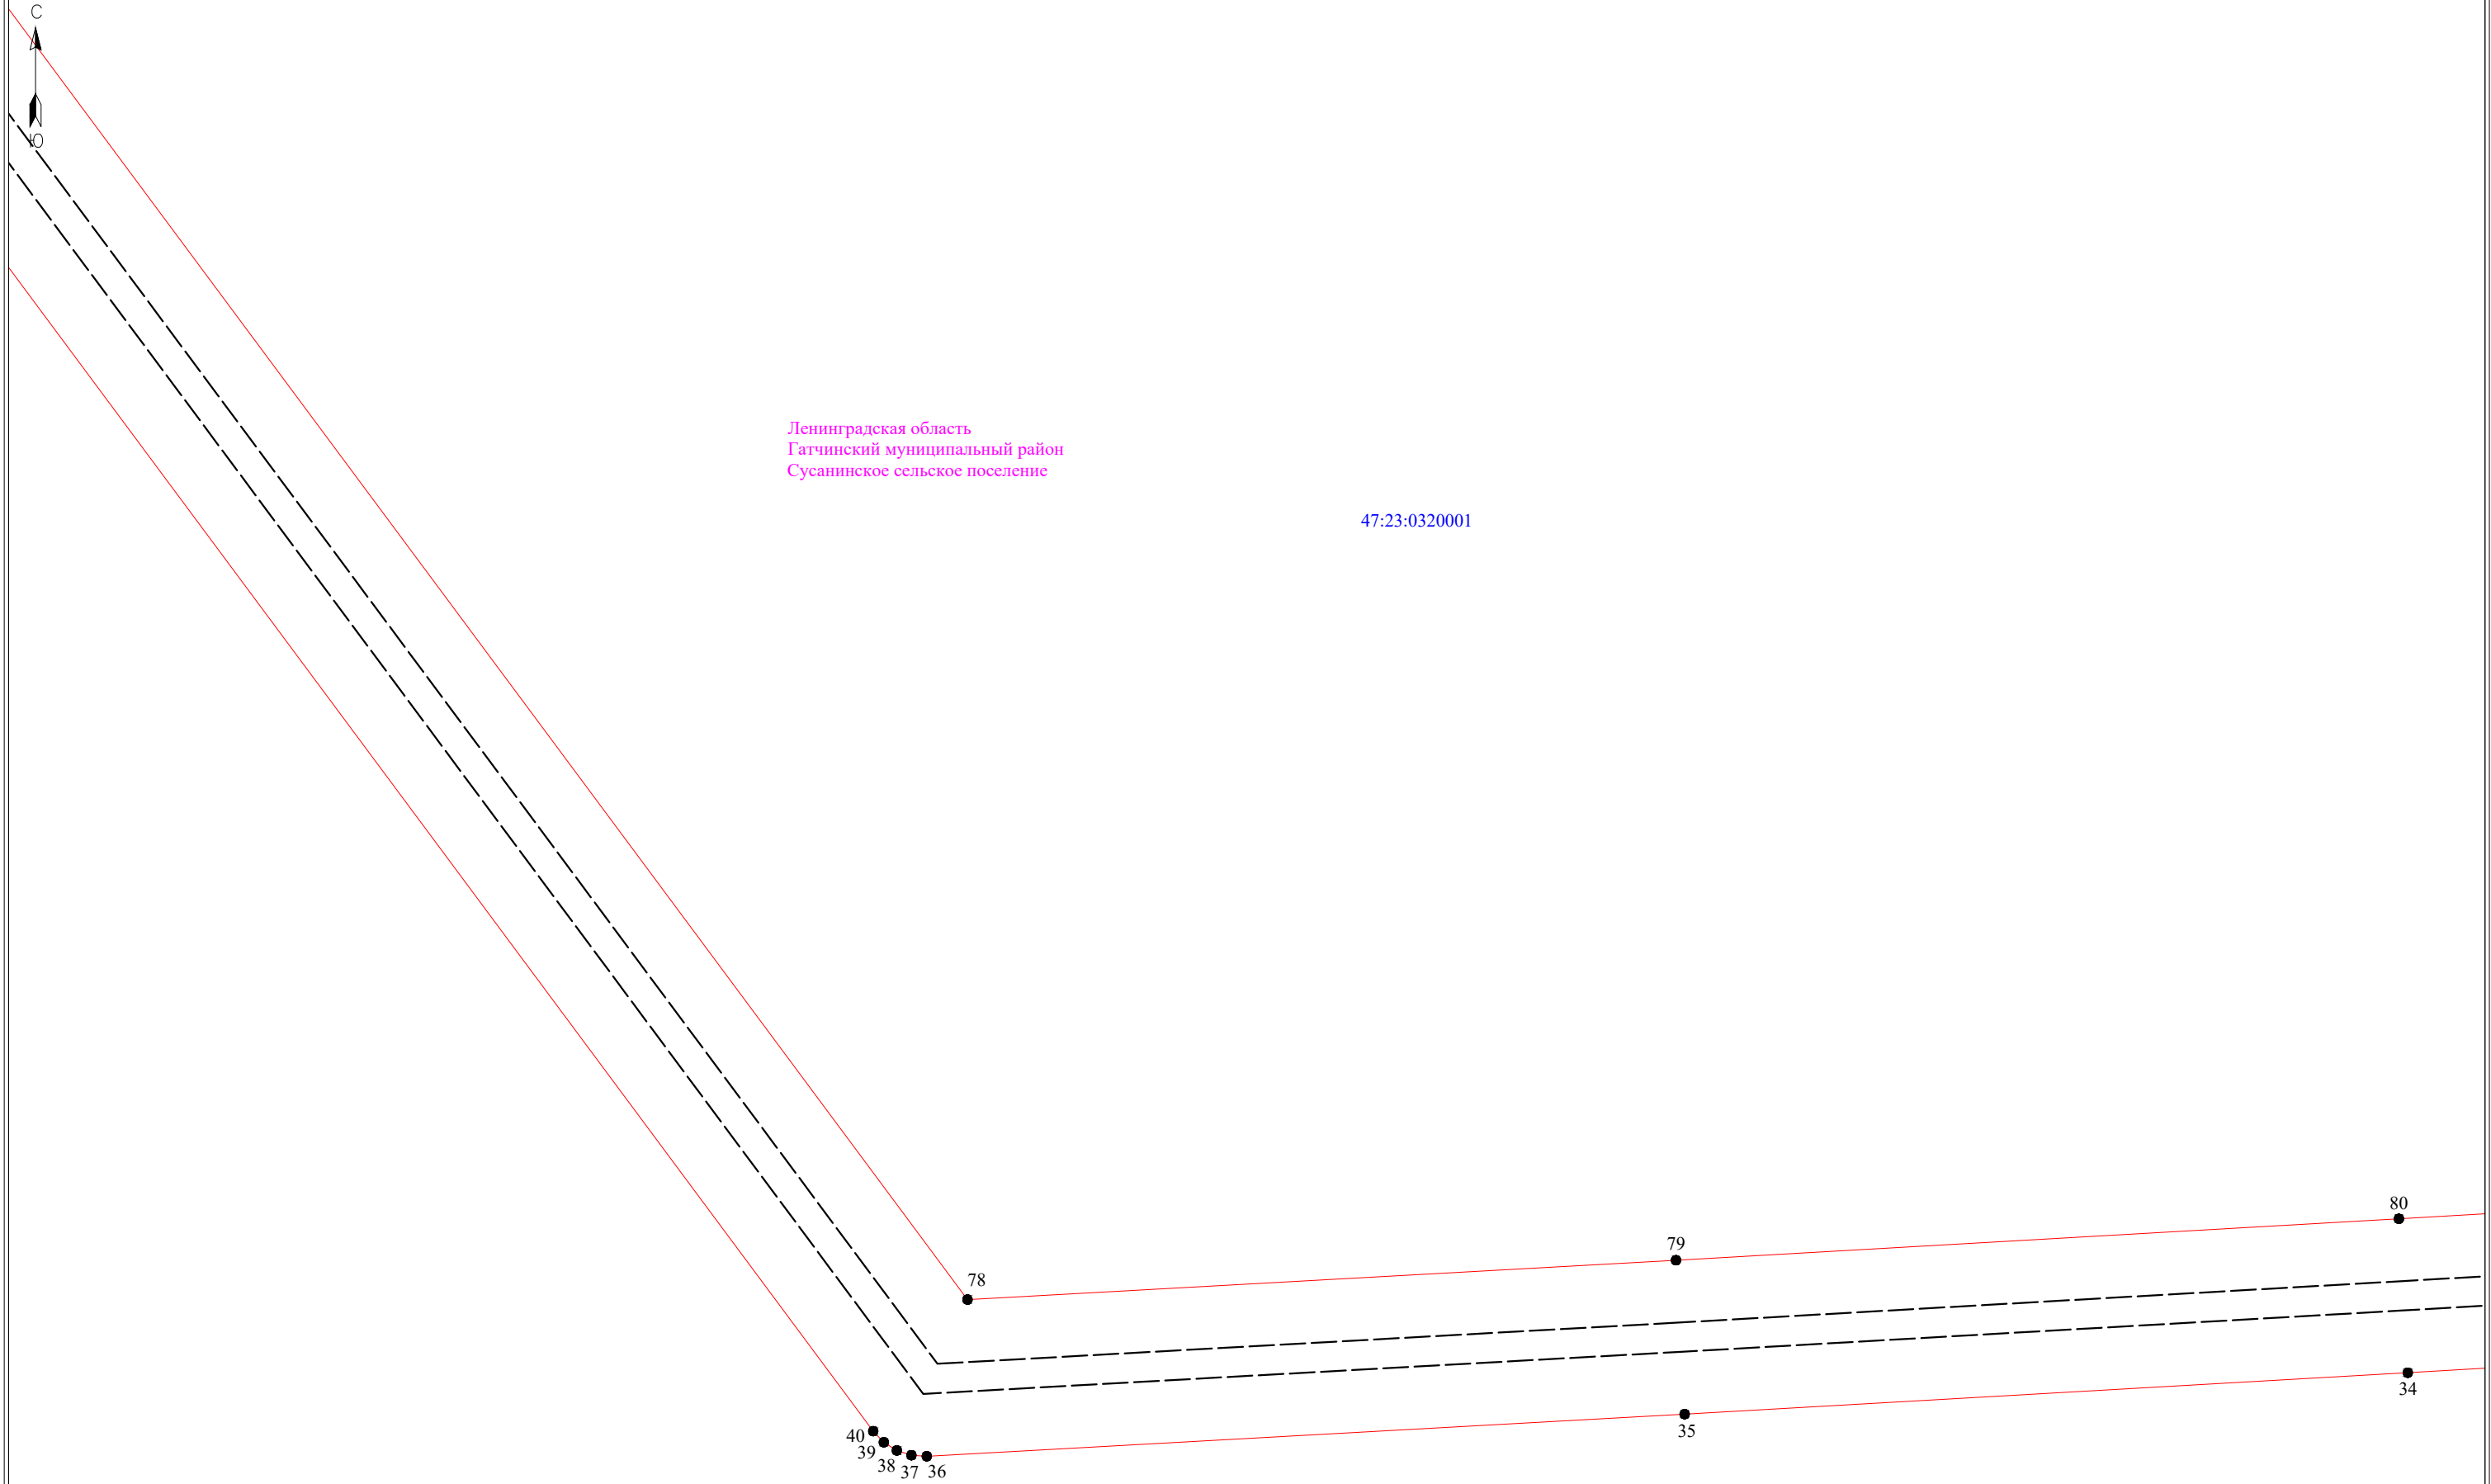 С
Ю
Ленинградская область
Гатчинский муниципальный район
Сусанинское сельское поселение
47:23:0320001
80
79
78
34
35
40
39
38
37
36